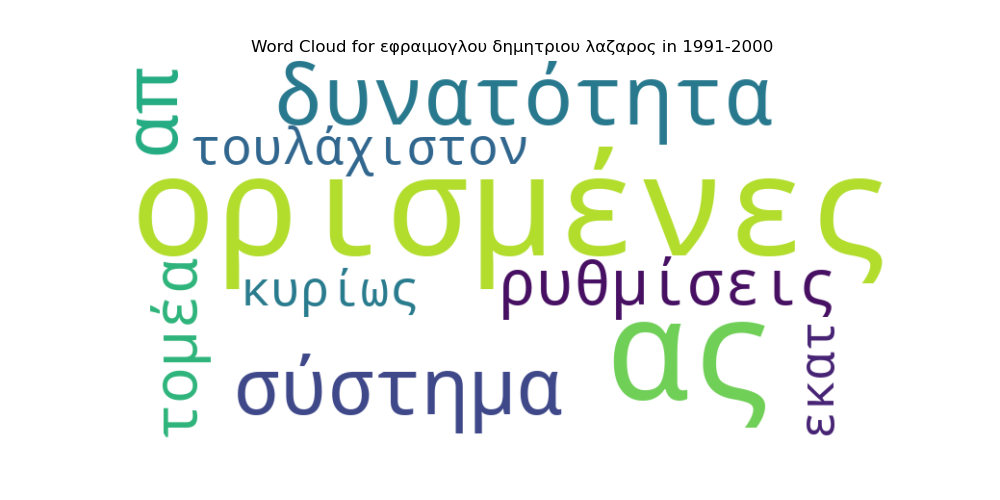 Word Cloud for εφραιμογλου δημητριου λαζαρος in 1991-2000
απ
δυνατότητα
τουλάχιστον
ορισμένες
τομέα
κυρίως
ρυθμίσεις
σύστημα
ας
εκατ